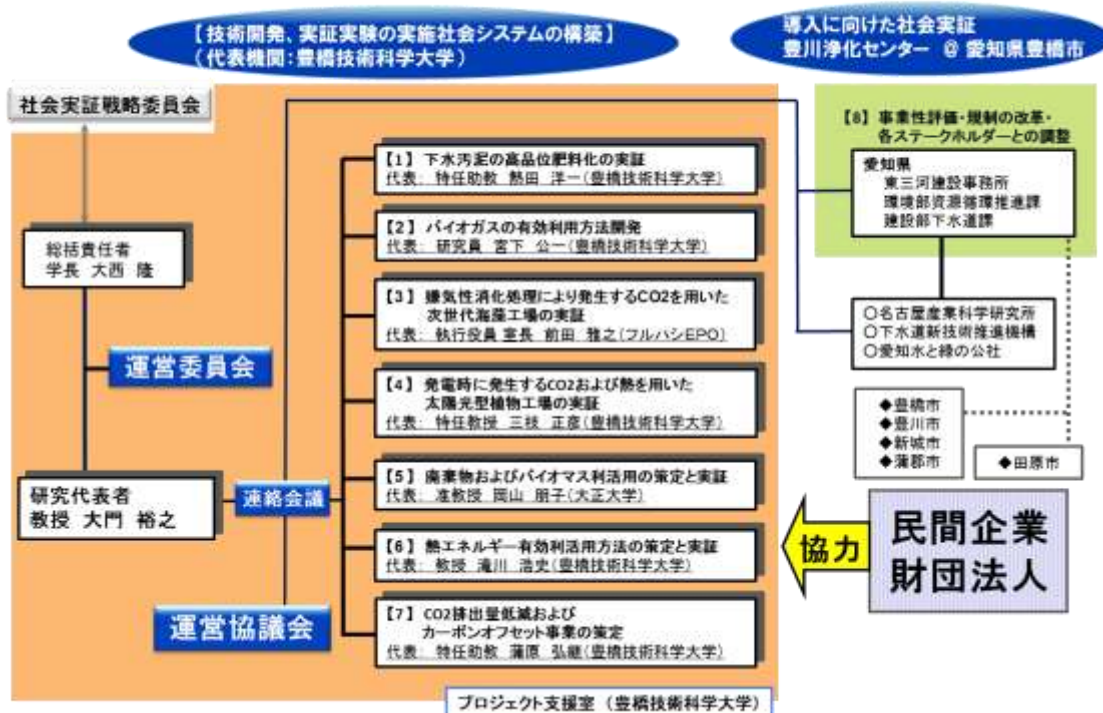 【技術開発、実証実験の実施社会システムの構築】
(代表機関:豊橋技術科学大学)
導入に向けた社会実証
豊川浄化センター @ 愛知県豊橋市
社会実証戦略委員会
総括責任者
学長 大西 隆
運営委員会
研究代表者
教授 大門 裕之
連絡会議
運営協議会
【1】下水汚泥の高品位肥料化の実証
代表: 特任助教 熱田 洋一(豊橋技術科学大学)
【2】バイオガスの有効利用方法開発
代表: 研究員 宮下 公一(豊橋技術科学大学)
【3】嫌気性消化処理により発生するCO2を用いた
次世代海藻工場の実証
代表: 執行役員 室長 前田 雅之(フルハシEPO)
【4】発電時に発生するCO2および熱を用いた
太陽光型植物工場の実証
代表: 特任教授 三枝 正彦(豊橋技術科学大学)
【5】廃棄物およびバイオマス利活用の策定と実証
代表: 准教授 岡山 朋子(大正大学)
【6】熱エネルギー有効利活用方法の策定と実証
代表: 教授 滝川 浩史(豊橋技術科学大学)
【7】CO2排出量低減および
カーボンオフセット事業の策定
代表: 特任助教 蒲原 弘継(豊橋技術科学大学)
プロジェクト支援室 (豊橋技術科学大学)
【8】事業性評価・規制の改革・
各ステークホルダーとの調整
愛知県
東三河建設事務所
環境部資源循環推進課
建設部下水道課
○名古屋産業科学研究所
○下水道新技術推進機構
○愛知水と緑の公社
◆豊橋市
◆豊川市
◆新城市
◆蒲郡市
◆田原市
協力
民間企業
財団法人